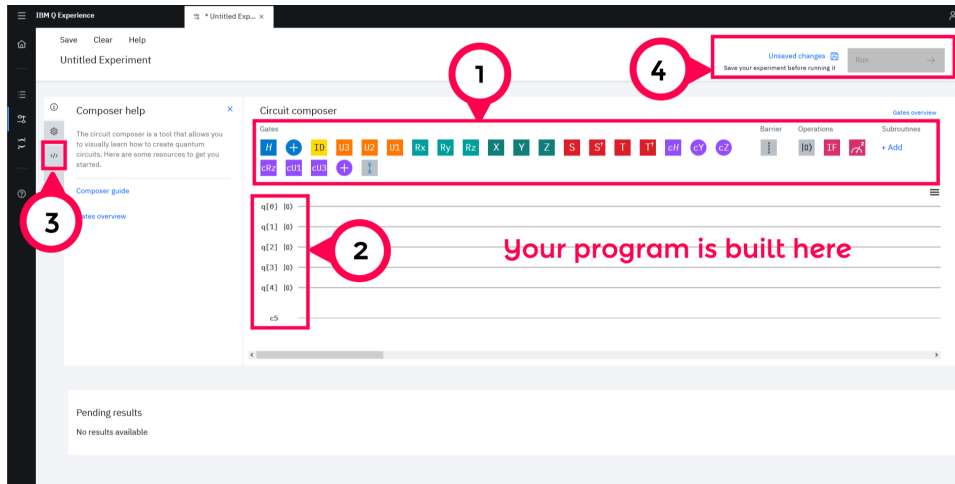 IBM Q Experience
* Untitled Exp... ×
Save Clear Help
Untitled Experiment
Unsaved changes
Save your experiment before running it
Run →
1
4
Composer help ×
The circuit composer is a tool that allows you
to visually learn how to create quantum
circuits. Here are some resources to get you
started.
Composer guide
ates overview
</>
3
Circuit composer
Gates overview
Gates Barrier Operations Subroutines
H + ID U3 U2 U1 Rx Ry Rz X Y Z S S† T T† cH cY cZ |0⟩ IF z + Add
cRz cU1 cU3 +
q[0] |0⟩
q[1] |0⟩
q[2] |0⟩
q[3] |0⟩
q[4] |0⟩
c5
2
Your program is built here
Pending results
No results available